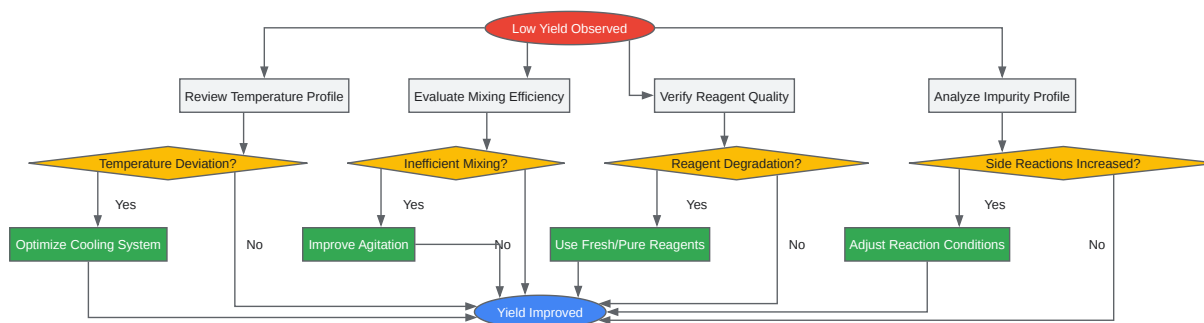 Low Yield Observed
Review Temperature Profile
Evaluate Mixing Efficiency
Verify Reagent Quality
Analyze Impurity Profile
Temperature Deviation?
Inefficient Mixing?
Reagent Degradation?
Side Reactions Increased?
Yes
Yes
Yes
Yes
Optimize Cooling System
No
Improve Agitation
No
Use Fresh/Pure Reagents
No
Adjust Reaction Conditions
No
Yield Improved